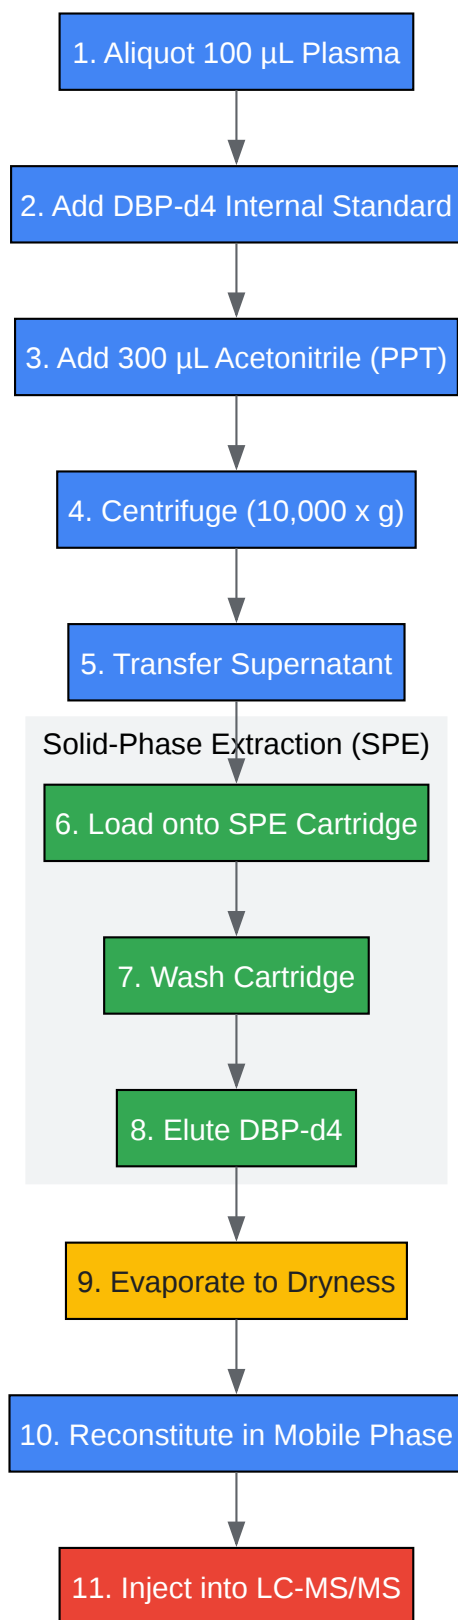 1. Aliquot 100 µL Plasma
2. Add DBP-d4 Internal Standard
3. Add 300 µL Acetonitrile (PPT)
4. Centrifuge (10,000 x g)
5. Transfer Supernatant
Solid-Phase Extraction (SPE)
6. Load onto SPE Cartridge
7. Wash Cartridge
8. Elute DBP-d4
9. Evaporate to Dryness
10. Reconstitute in Mobile Phase
11. Inject into LC-MS/MS